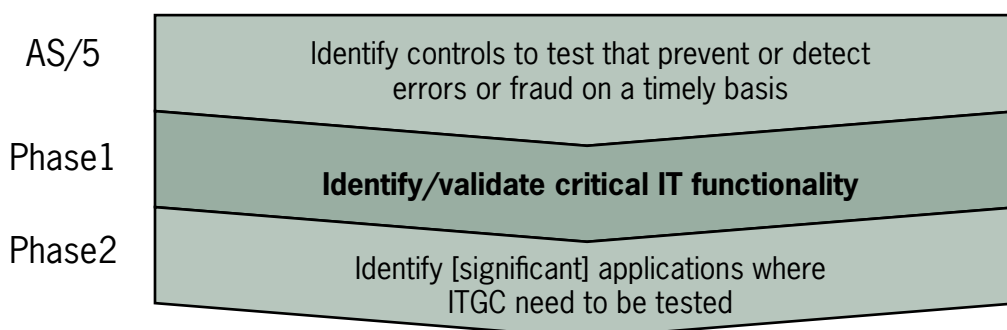 AS/5
Identify controls to test that prevent or detect
errors or fraud on a timely basis
Phase1
Identify/validate critical IT functionality
Phase2
Identify [significant] applications where
ITGC need to be tested